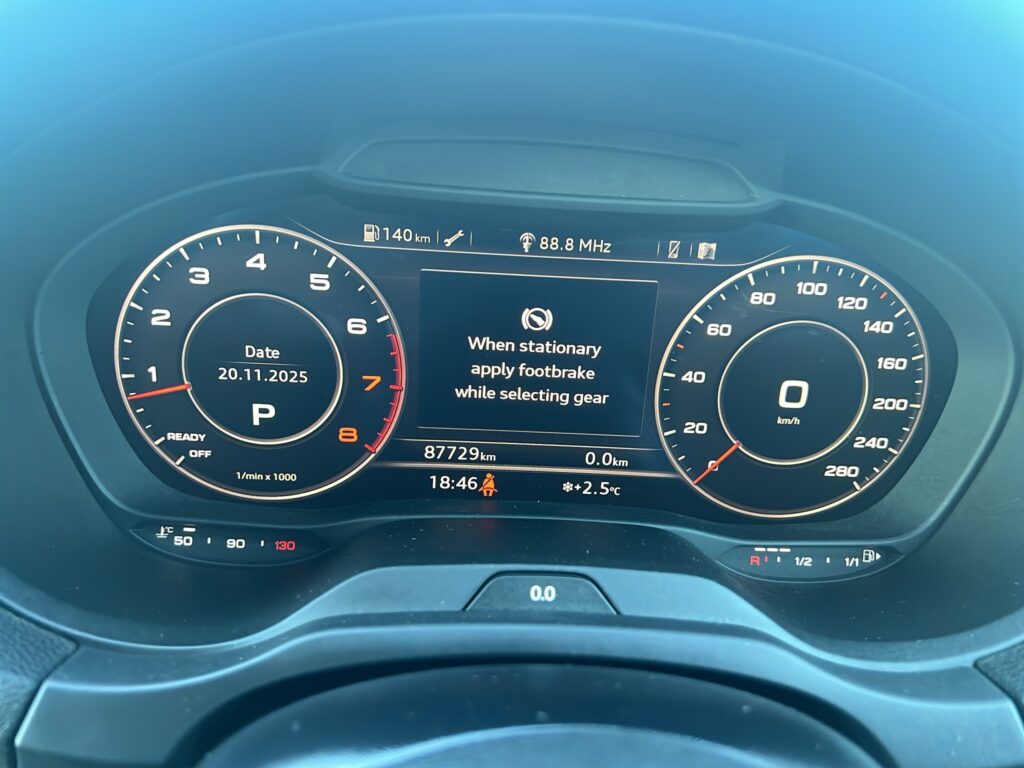 140 km
88.8 MHz
1
2
3
4
5
6
7
8
READY
OFF
1/min x 1000
Date
20.11.2025
P
When stationary
apply footbrake
while selecting gear
0
20
40
60
80
100
120
140
160
200
240
280
0
km/h
87729km
0.0km
18:46
+2.5°C
°C
50
90
130
R
1/2
1/1
0.0